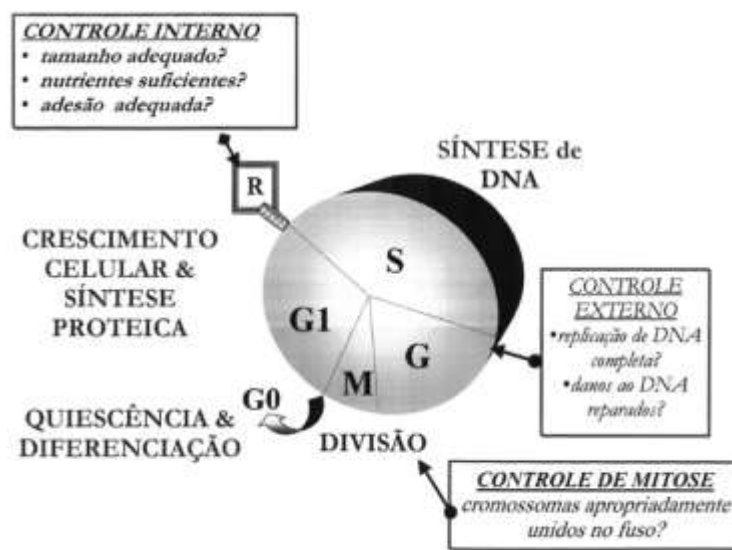 CONTROLE INTERNO
• tamanho adequado?
• nutrientes suficientes?
• adesão adequada?
R
SÍNTESE de
DNA
CRESCIMENTO
CELULAR &
SÍNTESE
PROTEICA
S
G1
G
M
CONTROLE
EXTERNO
•replicação de DNA
completa?
•danos ao DNA
reparados?
G0
QUIESCÊNCIA &
DIFERENCIAÇÃO
DIVISÃO
CONTROLE DE MITOSE
cromossomas apropriadamente
unidos no fuso?